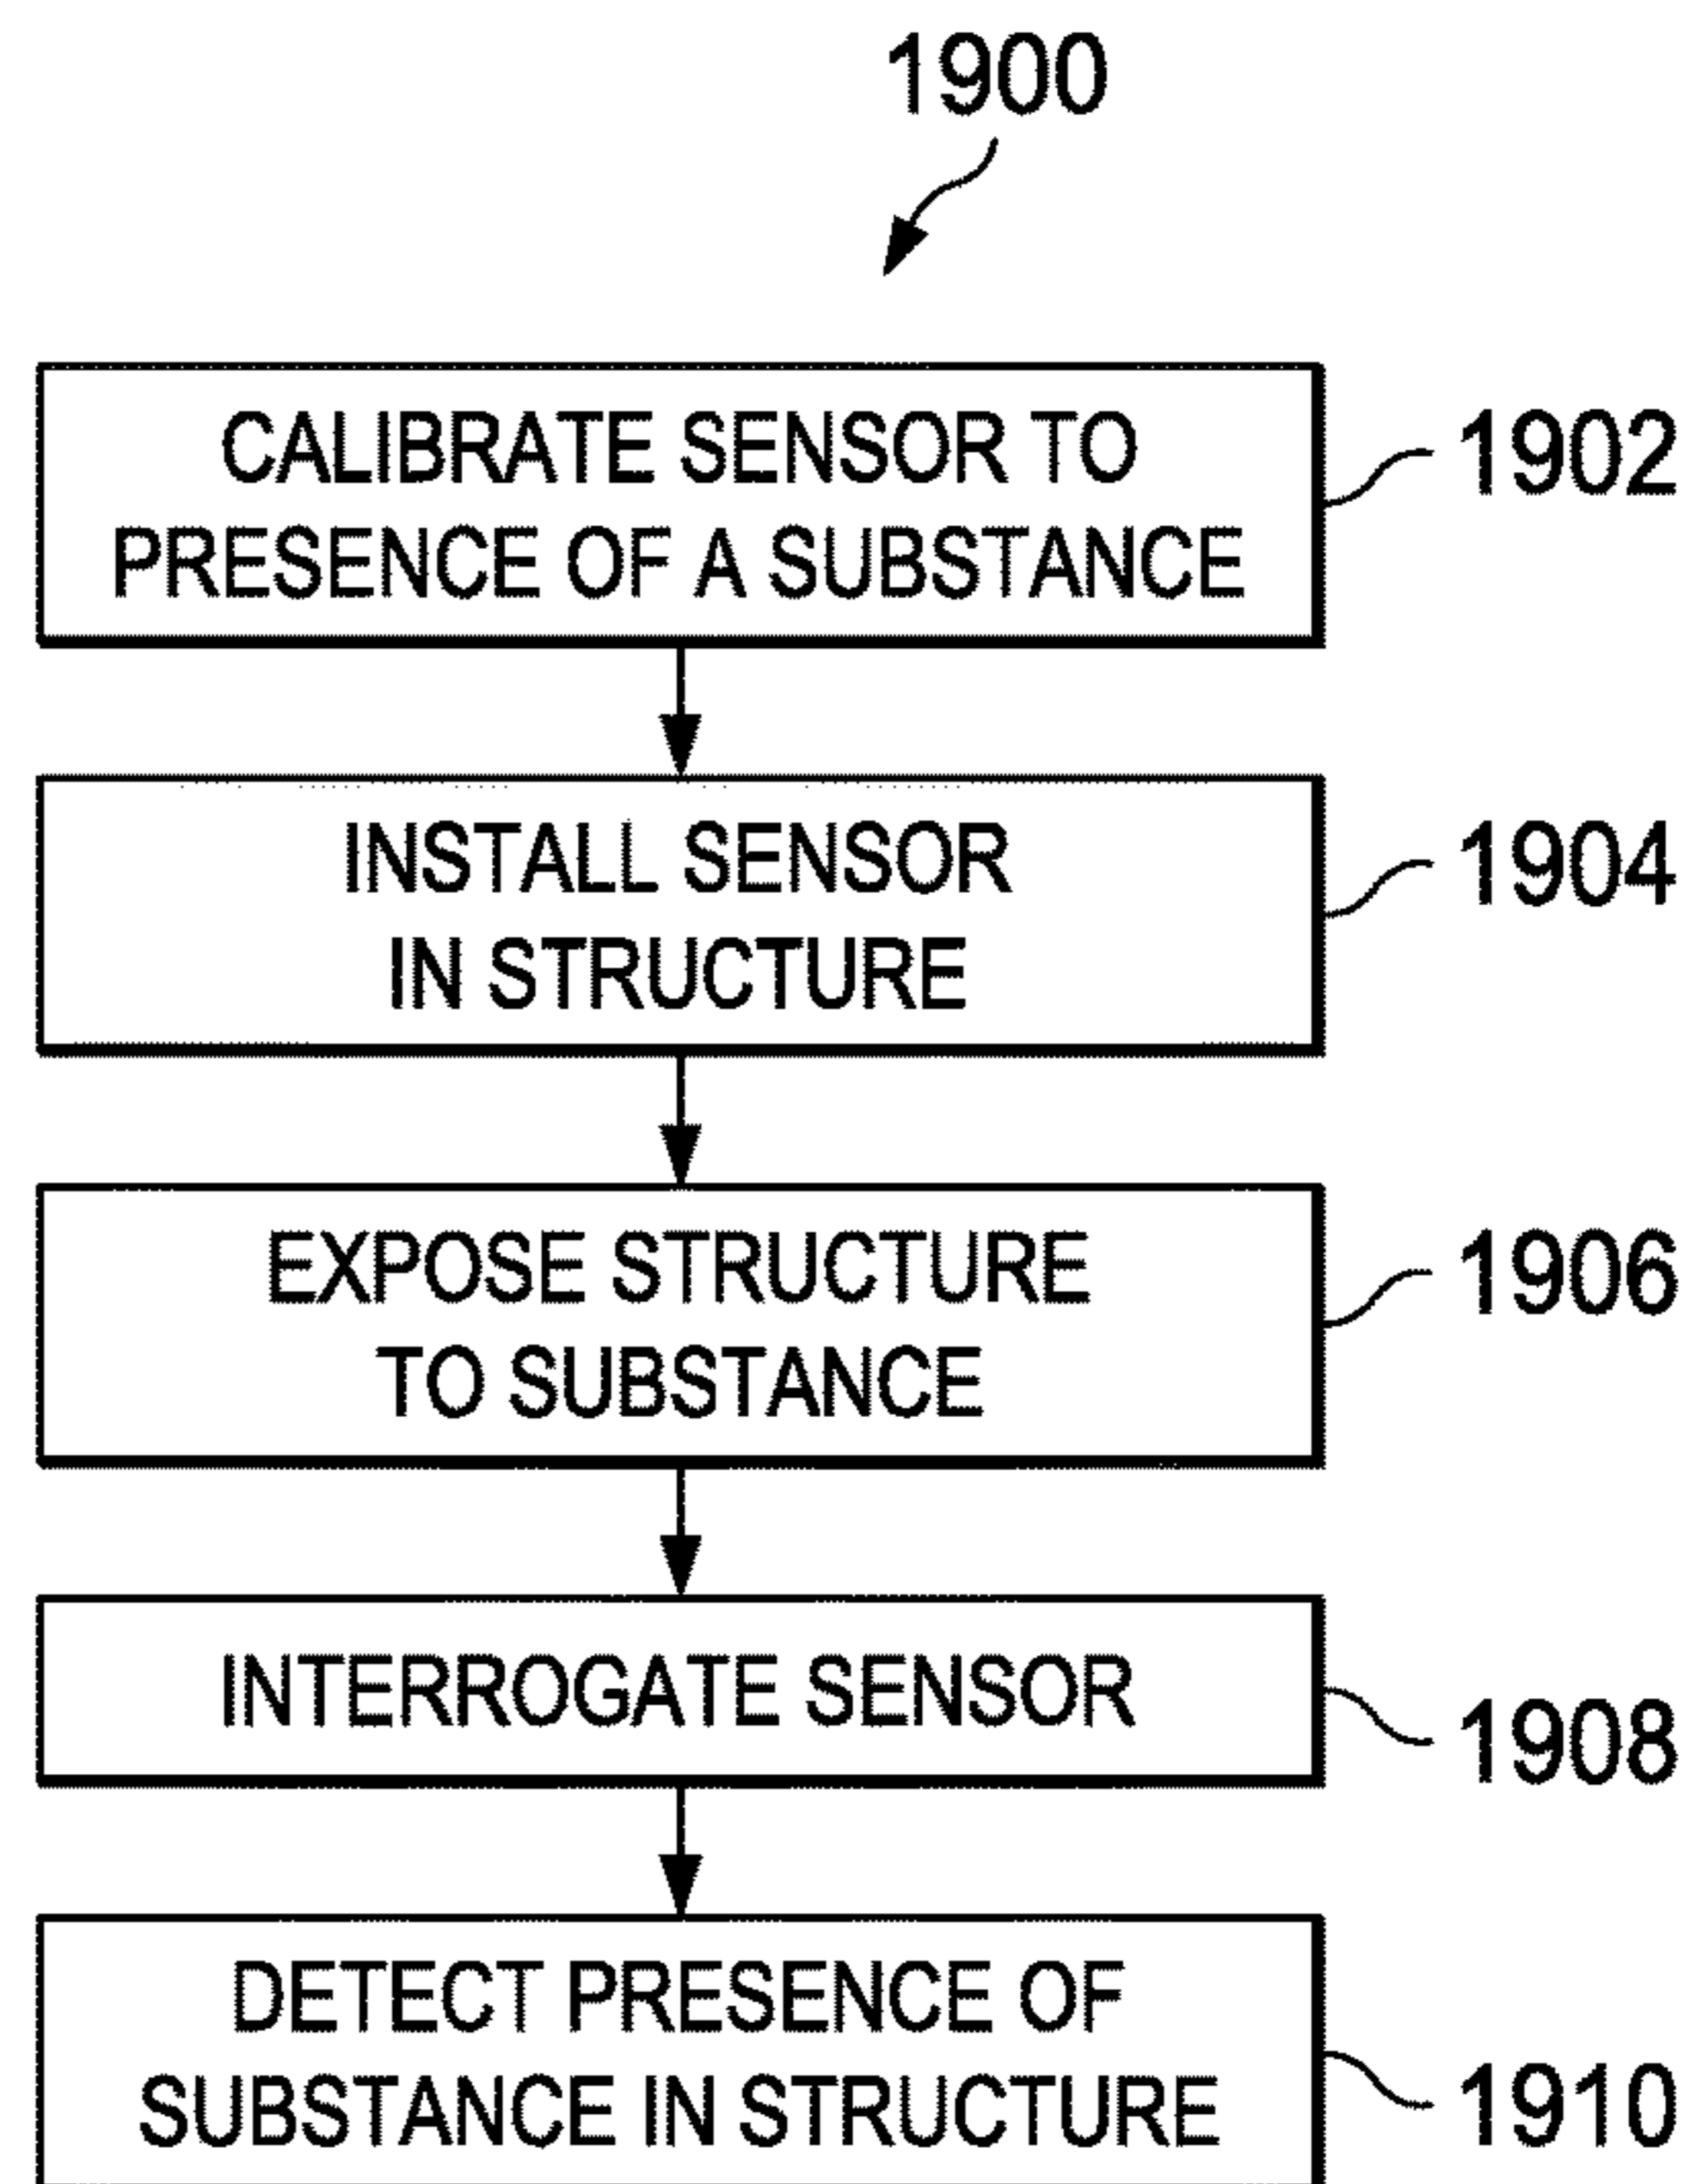 1900
CALIBRATE SENSOR TO
PRESENCE OF A SUBSTANCE
1902
INSTALL SENSOR
IN STRUCTURE
1904
EXPOSE STRUCTURE
TO SUBSTANCE
1906
INTERROGATE SENSOR
1908
DETECT PRESENCE OF
SUBSTANCE IN STRUCTURE
1910